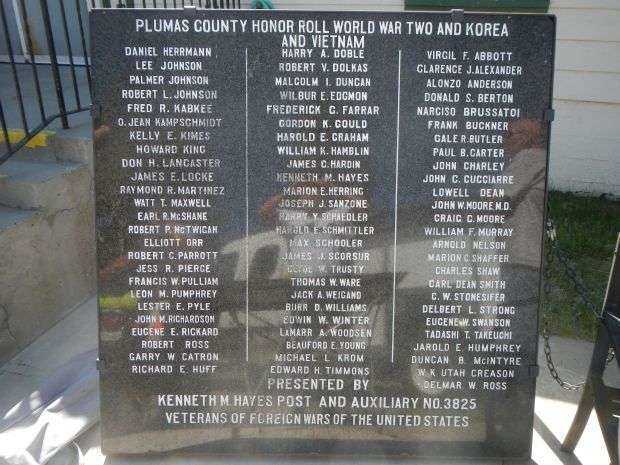 PLUMAS COUNTY HONOR ROLL WORLD WAR TWO AND KOREA
AND VIETNAM
DANIEL HERRMANN
LEE JOHNSON
PALMER JOHNSON
ROBERT L. JOHNSON
FRED R. KABKEE
O. JEAN KAMPSCHMIDT
KELLY E. KIMES
HOWARD KING
DON H. LANCASTER
JAMES E. LOCKE
RAYMOND R. MARTINEZ
WATT T. MAXWELL
EARL R. McSHANE
ROBERT P. McTWIGAN
ELLIOTT ORR
ROBERT C. PARROTT
JESS R. PIERCE
FRANCIS W. PULLIAM
LEON M. PUMPHREY
LESTER E. PYLE
JOHN M. RICHARDSON
EUGENE E. RICKARD
ROBERT ROSS
GARRY W. CATRON
RICHARD E. HUFF
HARRY A. DOBLE
ROBERT V. DOLKAS
MALCOLM I. DUNCAN
WILBUR E. EDGMON
FREDERICK C. FARRAR
GORDON K. GOULD
HAROLD E. GRAHAM
WILLIAM K. HAMBLIN
JAMES C. HARDIN
KENNETH M. HAYES
MARION E. HERRING
JOSEPH J. SANZONE
HARRY Y. SCHAEDLER
HAROLD E. SCHMITTLER
MAX SCHOOLER
JAMES J. SCORSUR
CLYDE W. TRUSTY
THOMAS W. WARE
JACK A. WEIGAND
BURR D. WILLIAMS
EDWIN W. WINTER
LAMARR A. WOODSEN
BEAUFORD E. YOUNG
MICHAEL L. KROM
EDWARD H. TIMMONS
VIRGIL F. ABBOTT
CLARENCE J. ALEXANDER
ALONZO ANDERSON
DONALD S. BERTON
NARCISO BRUSSATOI
FRANK BUCKNER
GALE R. BUTLER
PAUL B. CARTER
JOHN CHARLEY
JOHN C. CUCCIARRE
LOWELL DEAN
JOHN W. MOORE M.D.
CRAIG C. MOORE
WILLIAM F. MURRAY
ARNOLD NELSON
MARION C. SHAFFER
CHARLES SHAW
CARL DEAN SMITH
C. W. STONESIFER
DELBERT L. STRONG
EUGENE W. SWANSON
TADASHI T. TAKEUCHI
JAROLD E. HUMPHREY
DUNCAN B. McINTYRE
W. K. UTAH CREASON
DELMAR W. ROSS
PRESENTED BY
KENNETH M HAYES POST AND AUXILIARY NO. 3825
VETERANS OF FOREIGN WARS OF THE UNITED STATES